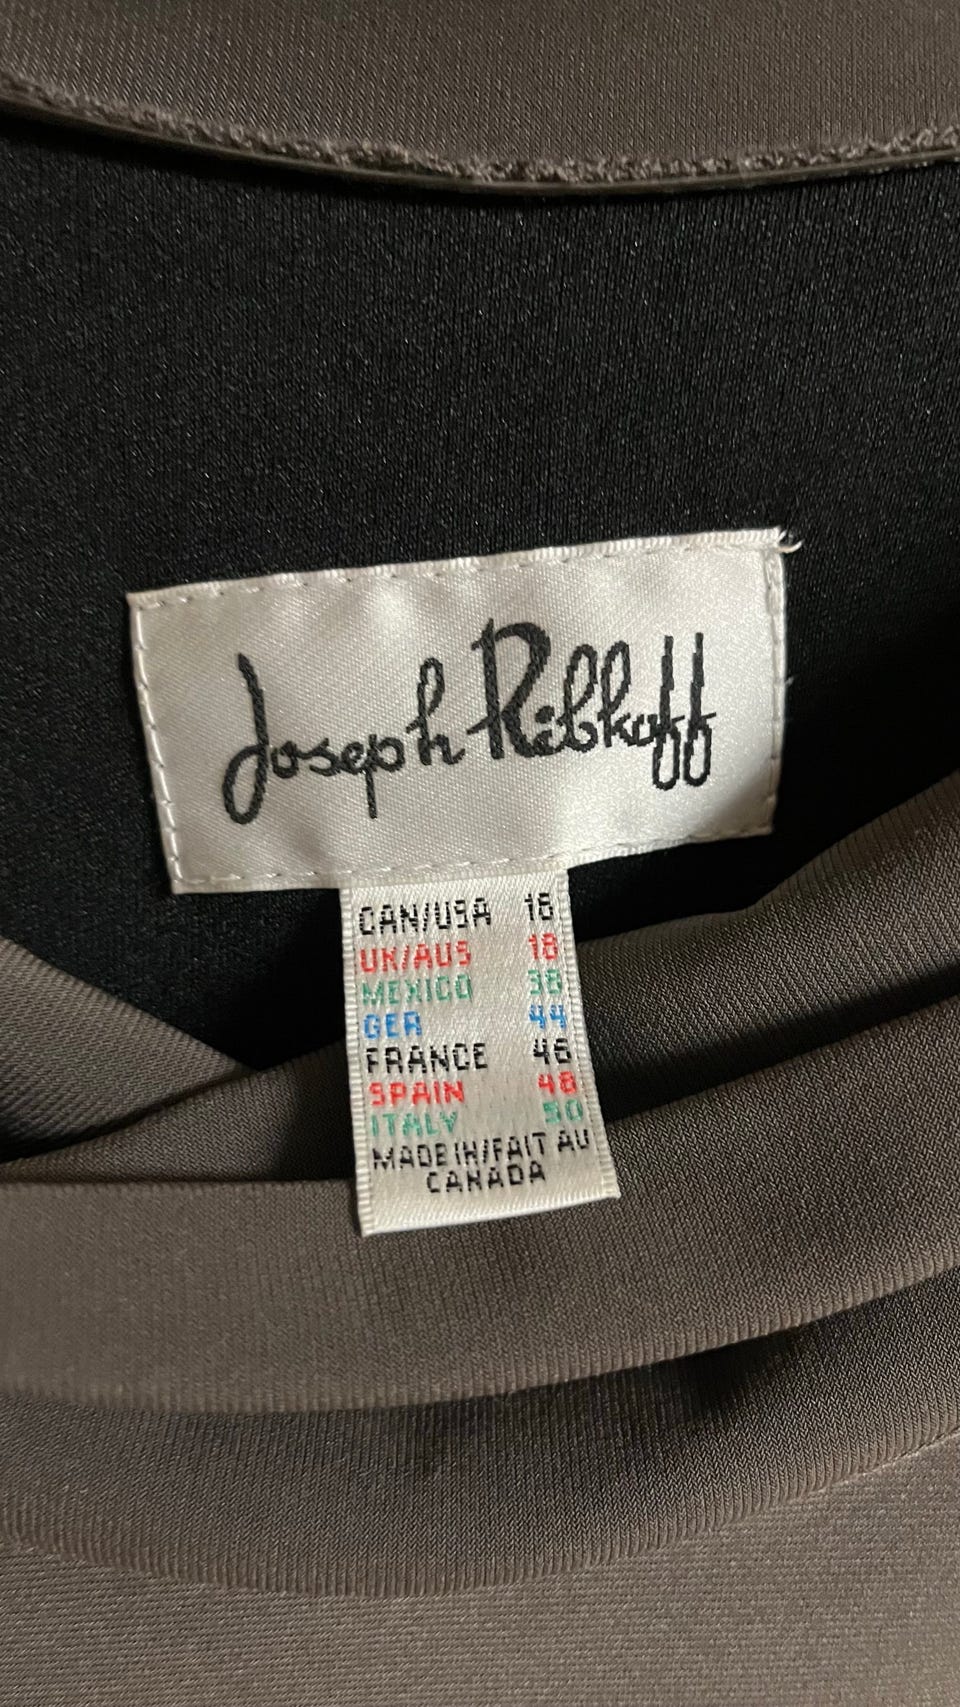 Joseph Ribkoff
CAN/USA 16
UK/AUS 18
MEXICO 38
GER 44
FRANCE 46
SPAIN 48
ITALY 50
MADE IN/FAIT AU
CANADA